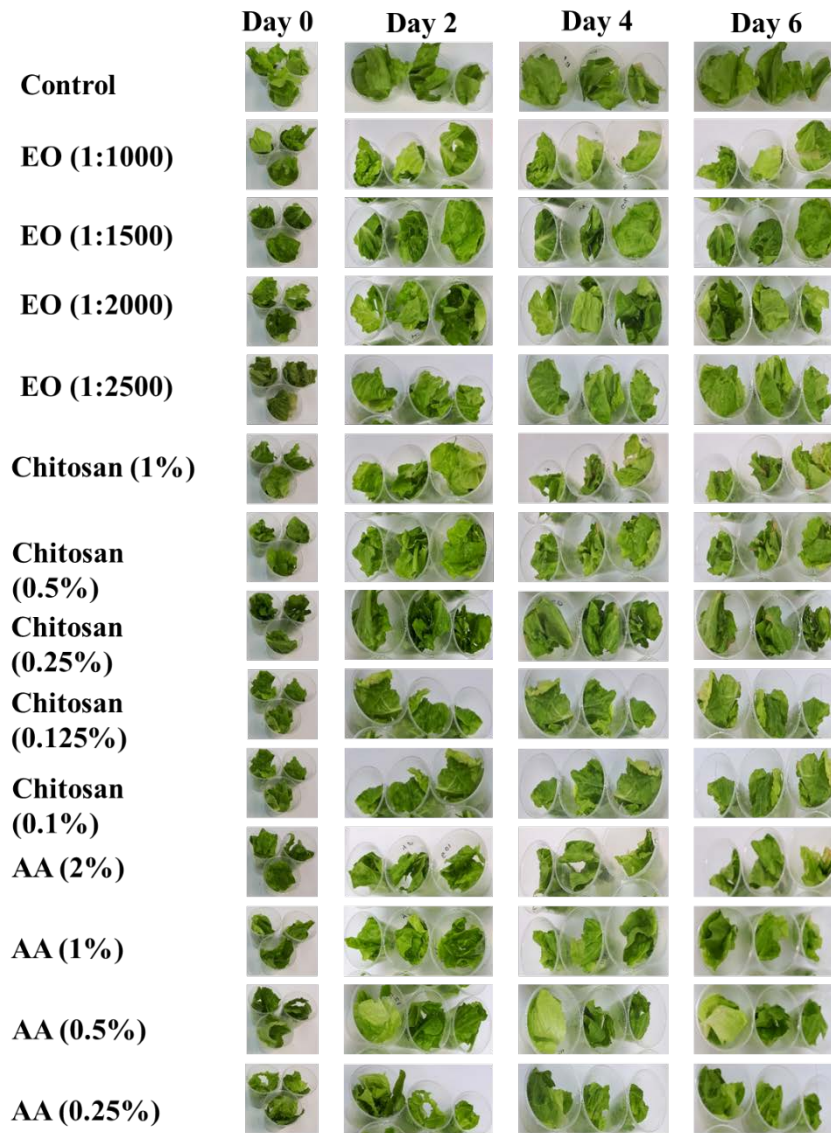 Day 0 Day 2 Day 4 Day 6
Control
EO (1:1000)
EO (1:1500)
EO (1:2000)
EO (1:2500)
Chitosan (1%)
Chitosan
(0.5%)
Chitosan
(0.25%)
Chitosan
(0.125%)
Chitosan
(0.1%)
AA (2%)
AA (1%)
AA (0.5%)
AA (0.25%)